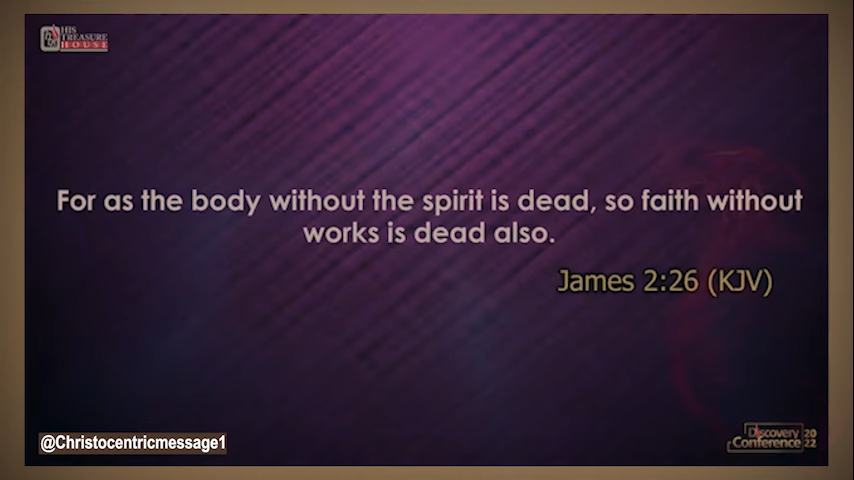 HIS
TREASURE
HOUSE
For as the body without the spirit is dead, so faith without
works is dead also.
James 2:26 (KJV)
@Christocentricmessage1
Discovery 20
Conference 22